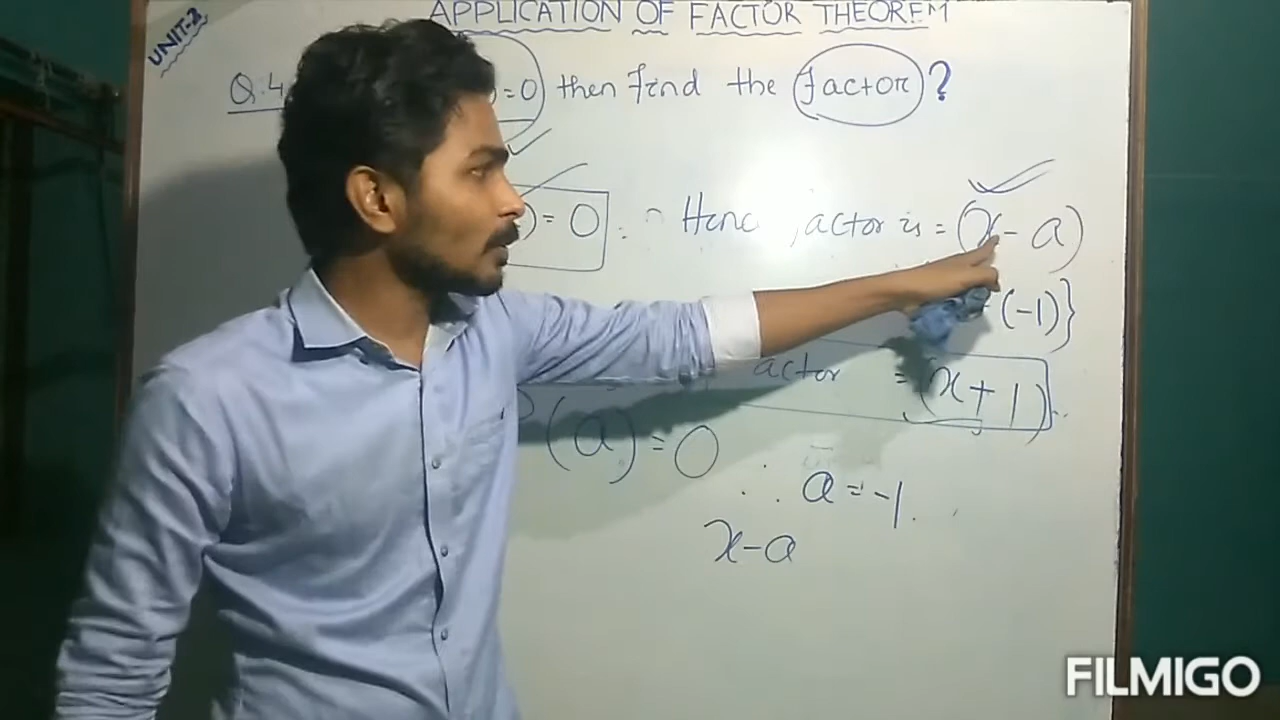 APPLICATION OF FACTOR THEOREM
UNIT-2
Q.4 =0) then find the factor?
)=0 ∴ Hence factor is = (x - a)
(-1)}
actor = (x+1)
(a)=0
∴ a=-1.
x-a
FILMIGO